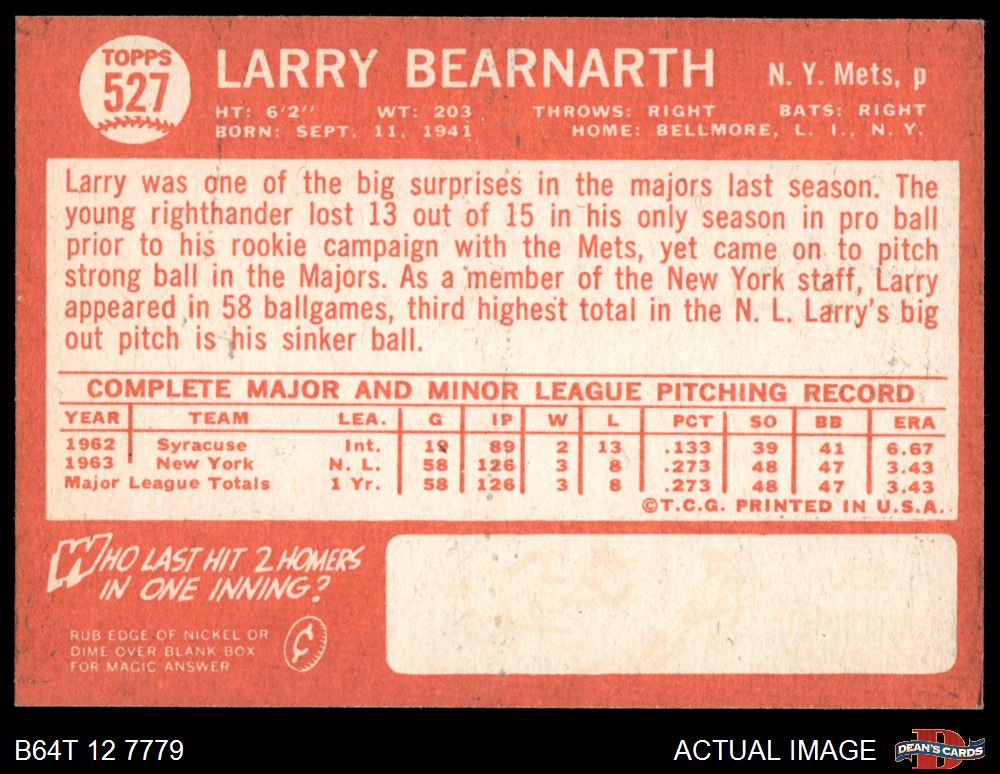 TOPPS
527
LARRY BEARNARTH
N. Y. Mets, p
HT: 6'2" WT: 203 THROWS: RIGHT BATS: RIGHT
BORN: SEPT. 11, 1941 HOME: BELLMORE, L. I., N. Y.
Larry was one of the big surprises in the majors last season. The
young righthander lost 13 out of 15 in his only season in pro ball
prior to his rookie campaign with the Mets, yet came on to pitch
strong ball in the Majors. As a member of the New York staff, Larry
appeared in 58 ballgames, third highest total in the N. L. Larry's big
out pitch is his sinker ball.
COMPLETE MAJOR AND MINOR LEAGUE PITCHING RECORD
YEAR TEAM LEA. G IP W L PCT SO BB ERA
1962 Syracuse Int. 19 89 2 13 .133 39 41 6.67
1963 New York N. L. 58 126 3 8 .273 48 47 3.43
Major League Totals 1 Yr. 58 126 3 8 .273 48 47 3.43
©T.C.G. PRINTED IN U.S.A.
WHO LAST HIT 2 HOMERS
IN ONE INNING?
RUB EDGE OF NICKEL OR
DIME OVER BLANK BOX
FOR MAGIC ANSWER
¢
B64T 12 7779
ACTUAL IMAGE
DEAN'S CARDS